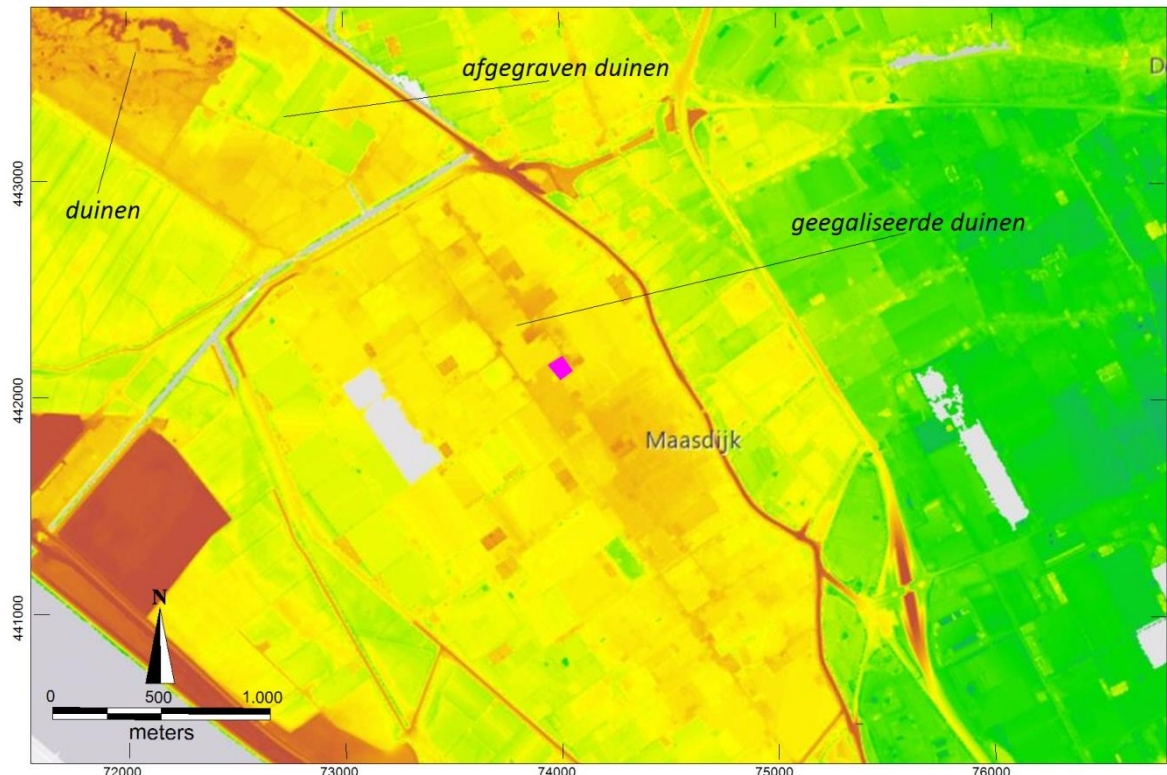 De
afgegraven duinen
443000
duinen
geegaliseerde duinen
442000
Maasdijk
441000
N
0 500 1.000
meters
72000 73000 74000 75000 76000